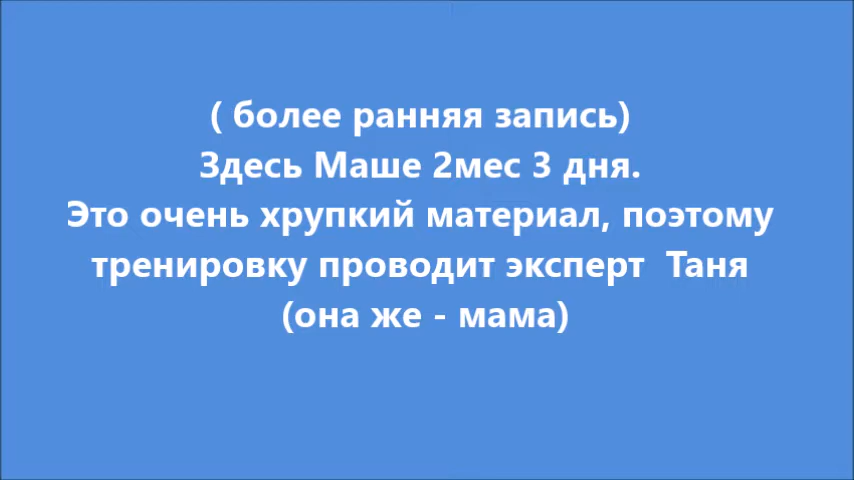 ( более ранняя запись)
Здесь Маше 2мес 3 дня.
Это очень хрупкий материал, поэтому
тренировку проводит эксперт  Таня
(она же - мама)